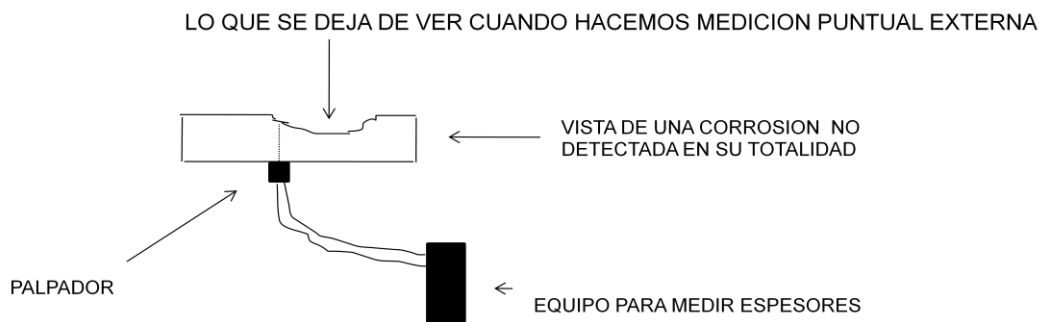 LO QUE SE DEJA DE VER CUANDO HACEMOS MEDICION PUNTUAL EXTERNA
VISTA DE UNA CORROSION NO
DETECTADA EN SU TOTALIDAD
PALPADOR
EQUIPO PARA MEDIR ESPESORES